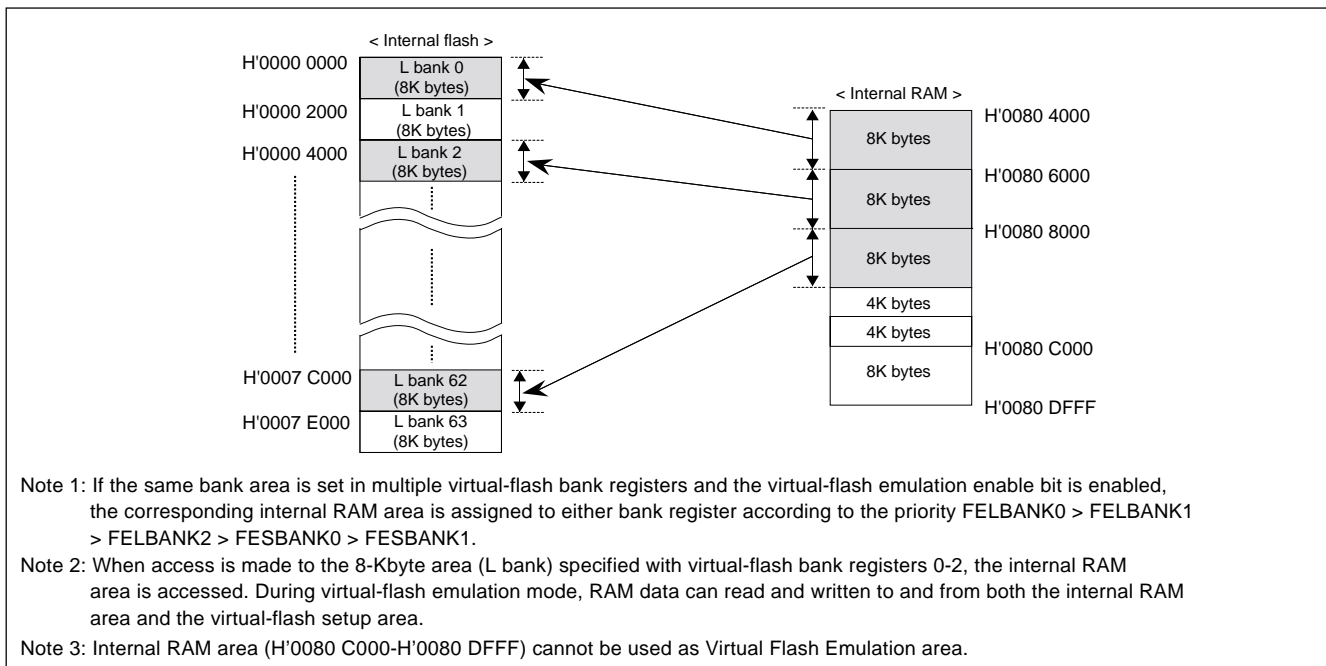 < Internal flash >
H'0000 0000
L bank 0
(8K bytes)
H'0000 2000
L bank 1
(8K bytes)
H'0000 4000
L bank 2
(8K bytes)
H'0007 C000
L bank 62
(8K bytes)
H'0007 E000
L bank 63
(8K bytes)
< Internal RAM >
H'0080 4000
8K bytes
H'0080 6000
8K bytes
H'0080 8000
8K bytes
4K bytes
4K bytes
H'0080 C000
8K bytes
H'0080 DFFF
Note 1: If the same bank area is set in multiple virtual-flash bank registers and the virtual-flash emulation enable bit is enabled,
the corresponding internal RAM area is assigned to either bank register according to the priority FELBANK0 > FELBANK1
> FELBANK2 > FESBANK0 > FESBANK1.
Note 2: When access is made to the 8-Kbyte area (L bank) specified with virtual-flash bank registers 0-2, the internal RAM
area is accessed. During virtual-flash emulation mode, RAM data can read and written to and from both the internal RAM
area and the virtual-flash setup area.
Note 3: Internal RAM area (H'0080 C000-H'0080 DFFF) cannot be used as Virtual Flash Emulation area.